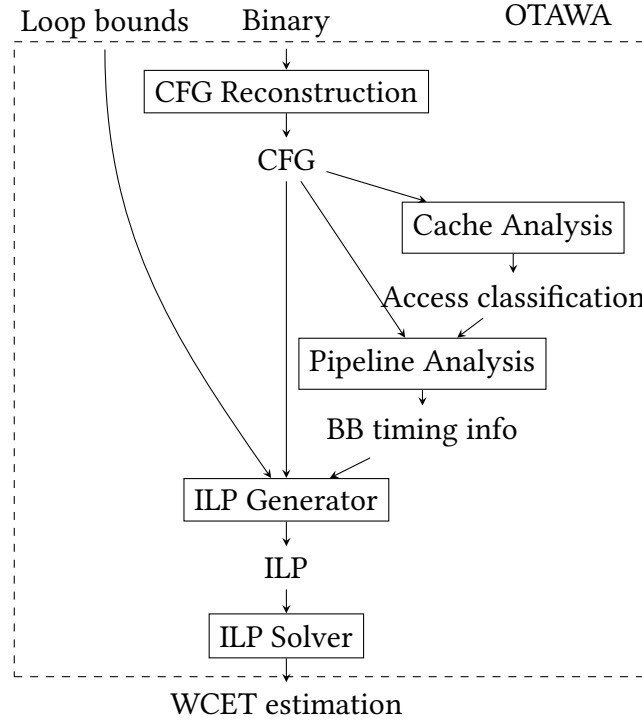 Loop bounds
Binary
OTAWA
CFG Reconstruction
CFG
Cache Analysis
Access classification
Pipeline Analysis
BB timing info
ILP Generator
ILP
ILP Solver
WCET estimation